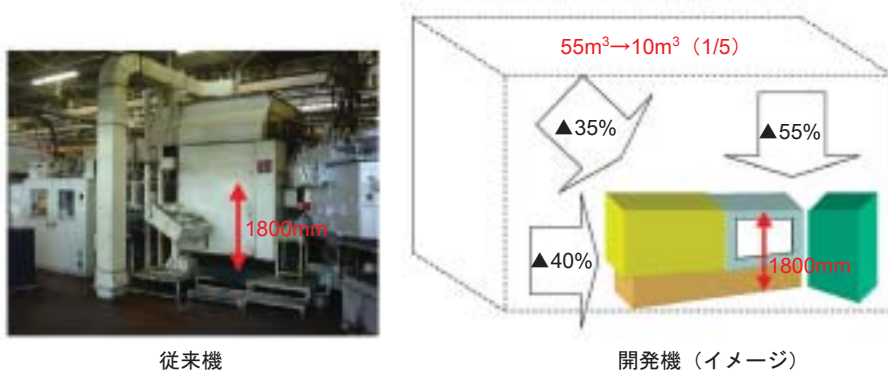 55m³→10m³（1/5）
▲35%
▲55%
1800mm
▲40%
1800mm
従来機
開発機（イメージ）